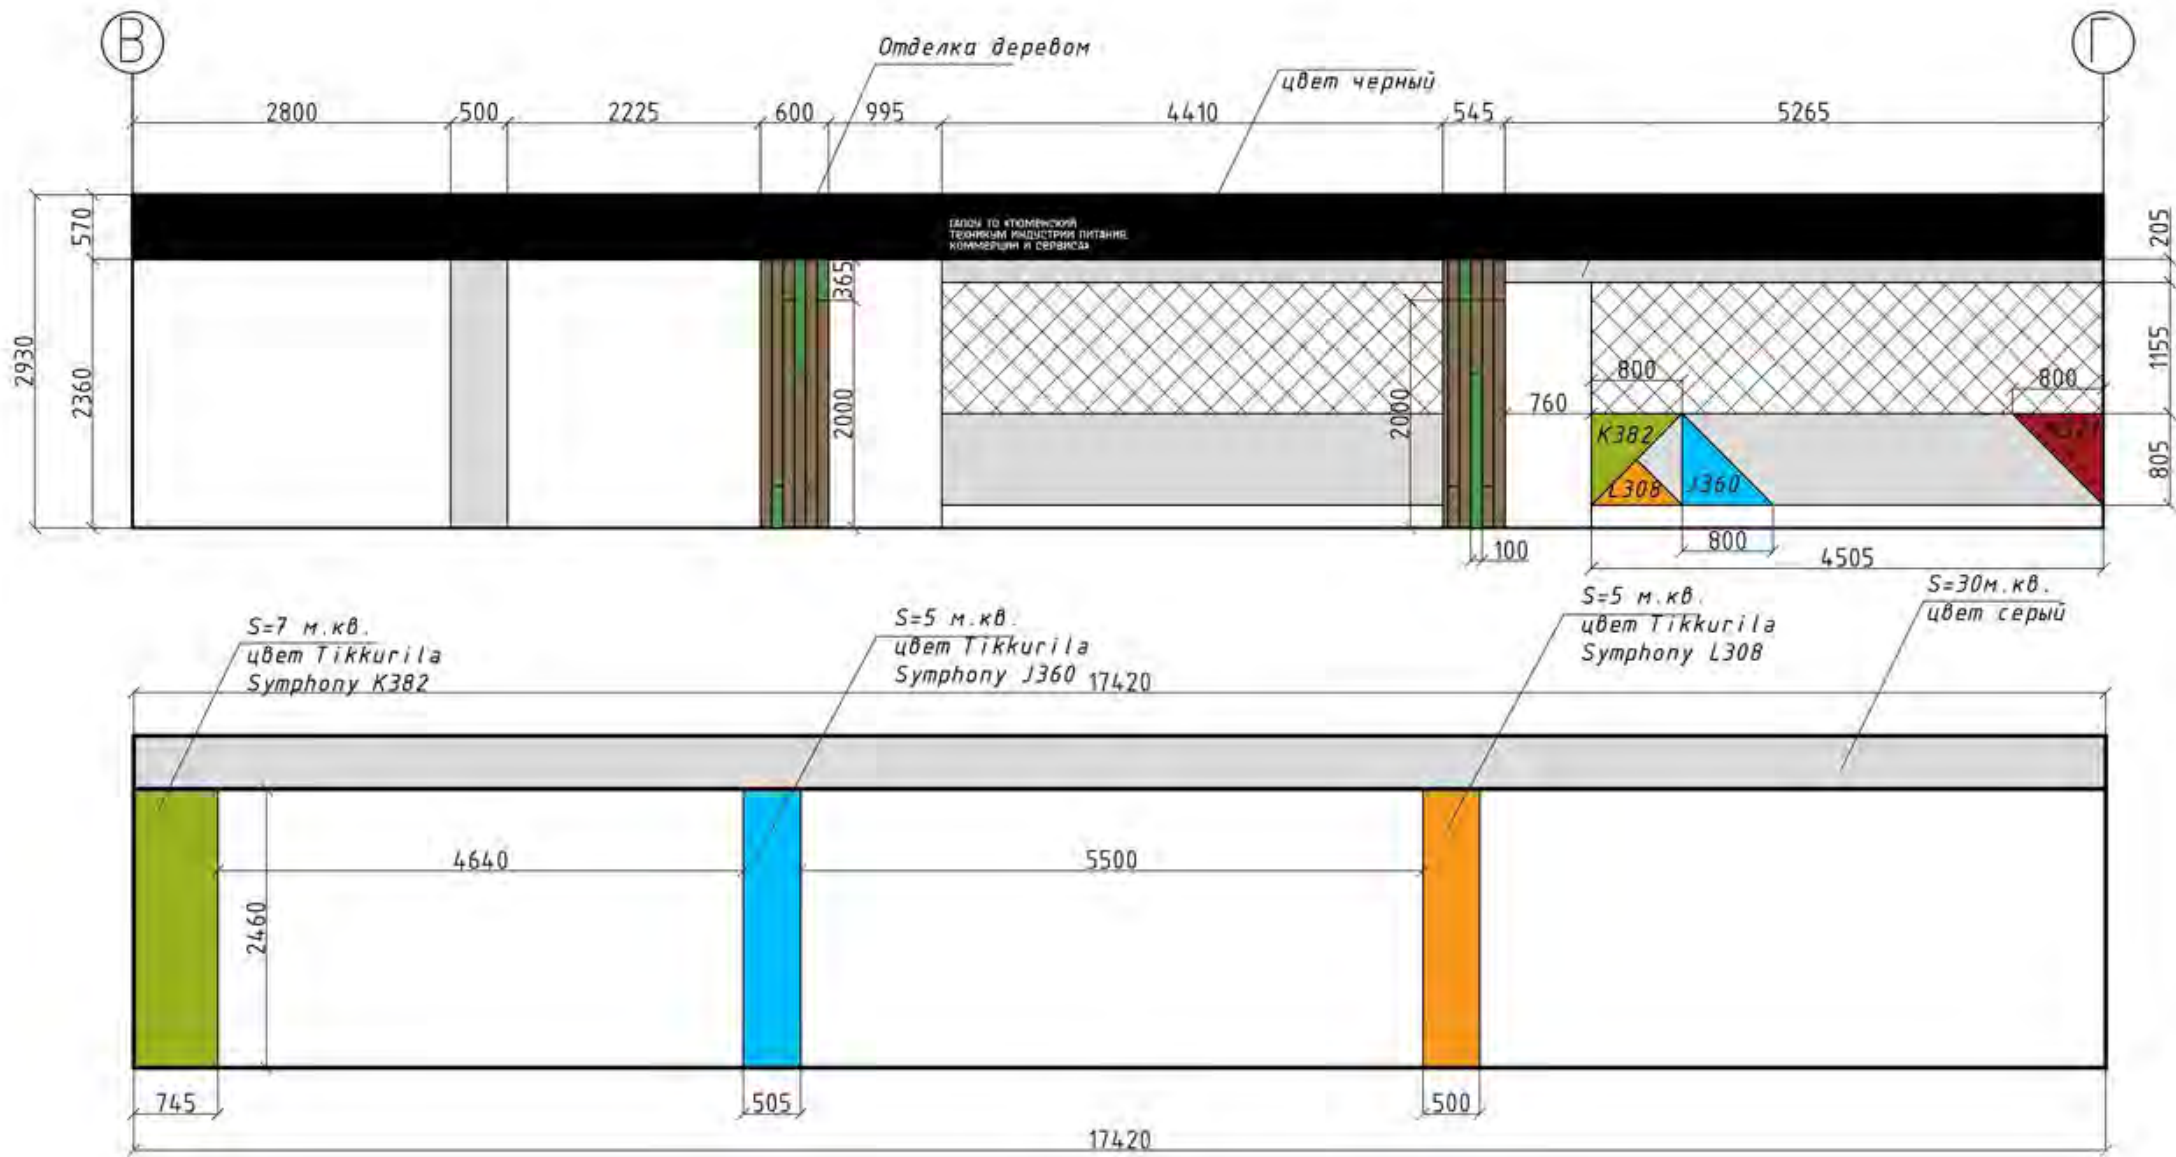 В
Г
Отделка деревом
цвет черный
2800
500
2225
600
995
4410
545
5265
2930
570
2360
205
1155
805
ГАПОУ ТО «ТЮМЕНСКИЙ
ТЕХНИКУМ ИНДУСТРИИ ПИТАНИЯ,
КОММЕРЦИИ И СЕРВИСА»
365
2000
2000
760
800
800
K382
L308
J360
100
800
4505
S=7 м.кв.
цвет Tikkurila
Symphony K382
S=5 м.кв.
цвет Tikkurila
Symphony J360
S=5 м.кв.
цвет Tikkurila
Symphony L308
S=30м.кв.
цвет серый
17420
4640
5500
2460
745
505
500
17420